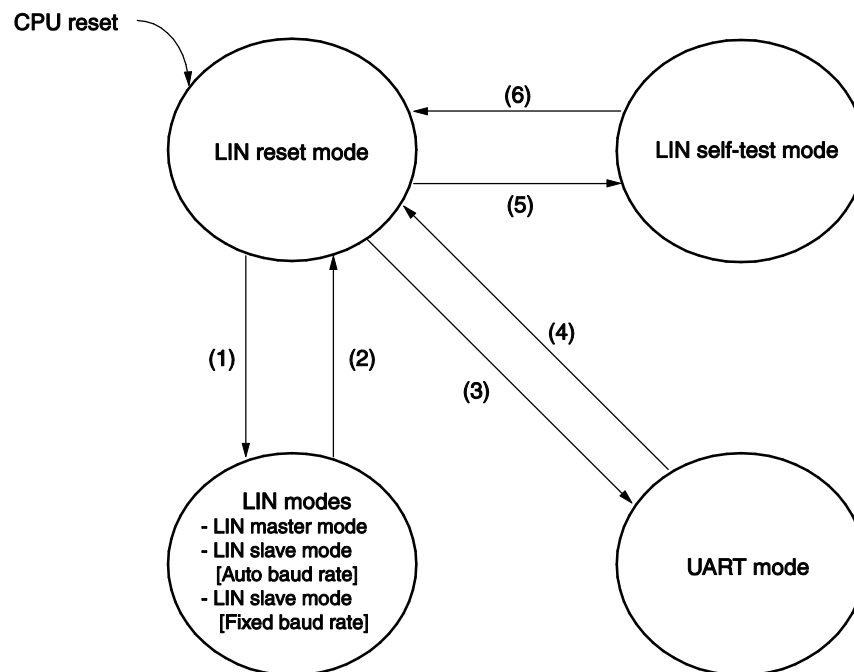 CPU reset
LIN reset mode
(6)
LIN self-test mode
(5)
(1)
(2)
(3)
(4)
LIN modes
- LIN master mode
- LIN slave mode
[Auto baud rate]
- LIN slave mode
[Fixed baud rate]
UART mode